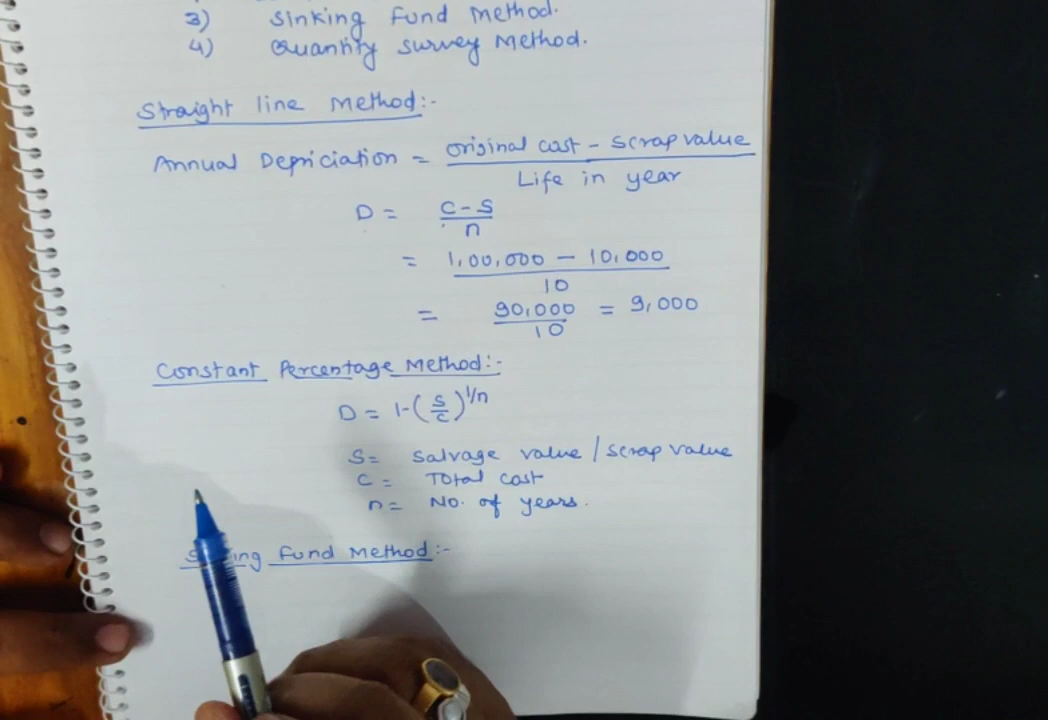 3) Sinking Fund Method.
4) Quantity Survey Method.
Straight line Method:-
Annual Depriciation = original cost - scrap value / Life in year
D = C-S / n
= 1,00,000 - 10,000 / 10
= 90,000 / 10 = 9,000
Constant Percentage Method:-
D = 1-(S/C)^1/n
S= Salvage value / scrap value
C = Total cost
n= No. of years.
Fund Method:-